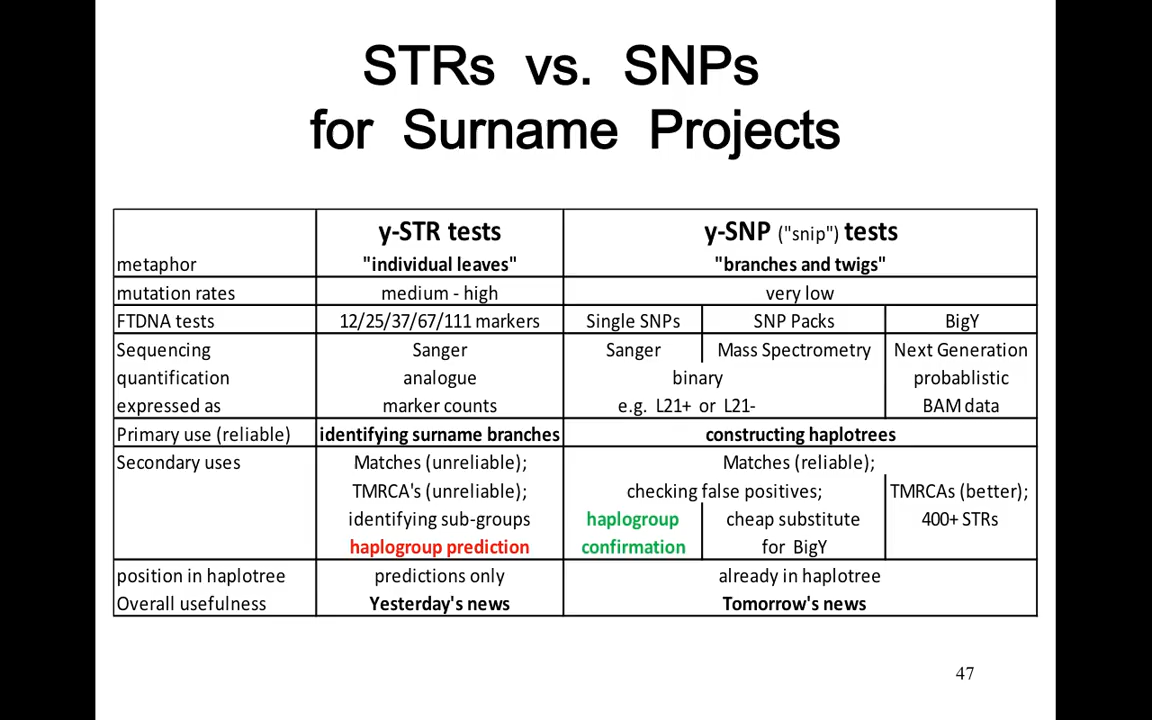 STRs vs. SNPs
for Surname Projects
y-STR tests y-SNP ("snip") tests
metaphor "individual leaves" "branches and twigs"
mutation rates medium - high very low
FTDNA tests 12/25/37/67/111 markers Single SNPs SNP Packs BigY
Sequencing Sanger Sanger Mass Spectrometry Next Generation
quantification analogue binary probablistic
expressed as marker counts e.g. L21+ or L21- BAM data
Primary use (reliable) identifying surname branches constructing haplotrees
Secondary uses Matches (unreliable); Matches (reliable);
TMRCA's (unreliable); checking false positives; TMRCAs (better);
identifying sub-groups haplogroup cheap substitute 400+ STRs
haplogroup prediction confirmation for BigY
position in haplotree predictions only already in haplotree
Overall usefulness Yesterday's news Tomorrow's news
47